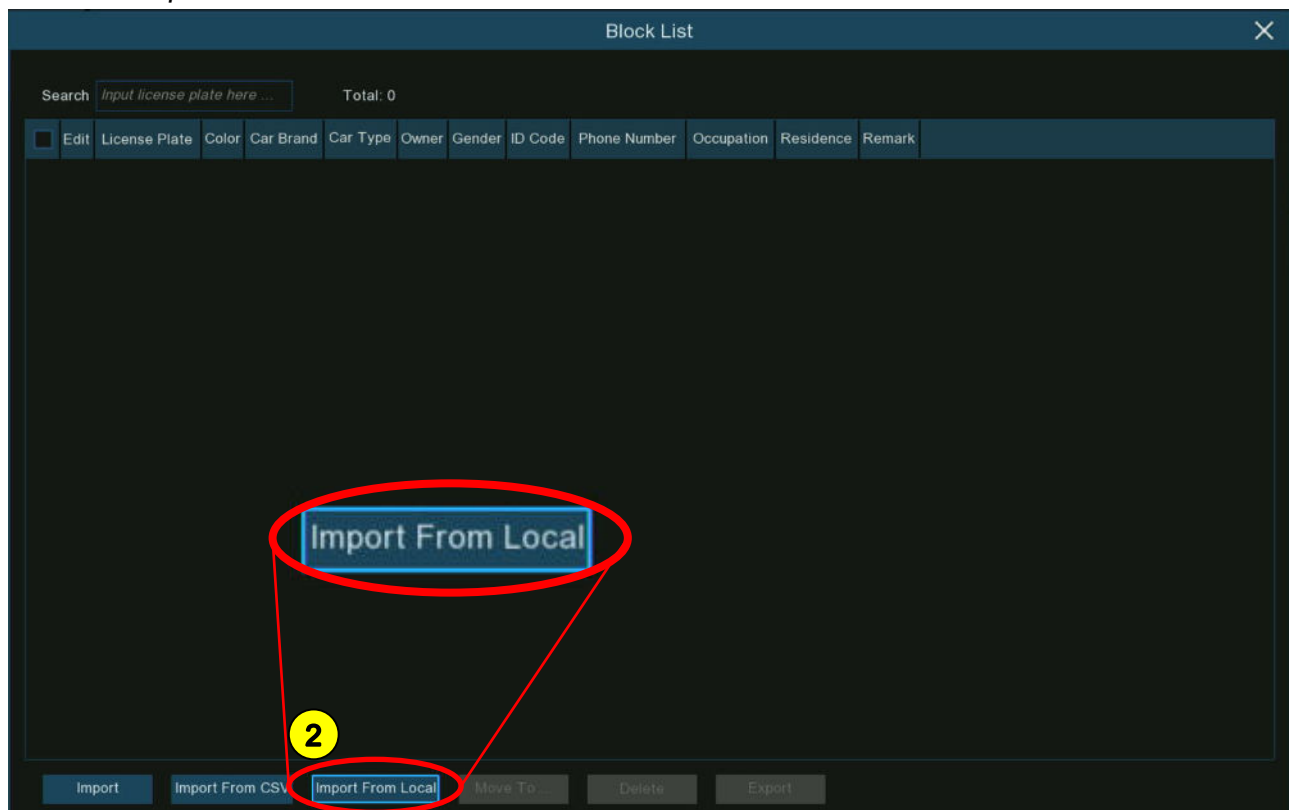 Block List
Search Input license plate here ... Total: 0
Edit License Plate Color Car Brand Car Type Owner Gender ID Code Phone Number Occupation Residence Remark
Import From Local
2
Import Import From CSV Import From Local Move To ... Delete Export